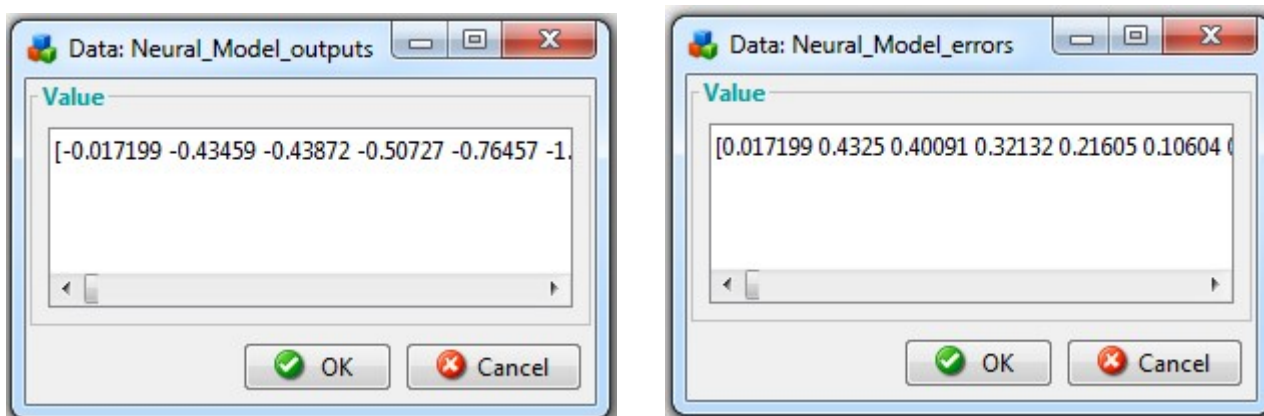 Data: Neural_Model_outputs
Value
[-0.017199 -0.43459 -0.43872 -0.50727 -0.76457 -1.
OK
Cancel
Data: Neural_Model_errors
Value
[0.017199 0.4325 0.40091 0.32132 0.21605 0.10604
OK
Cancel